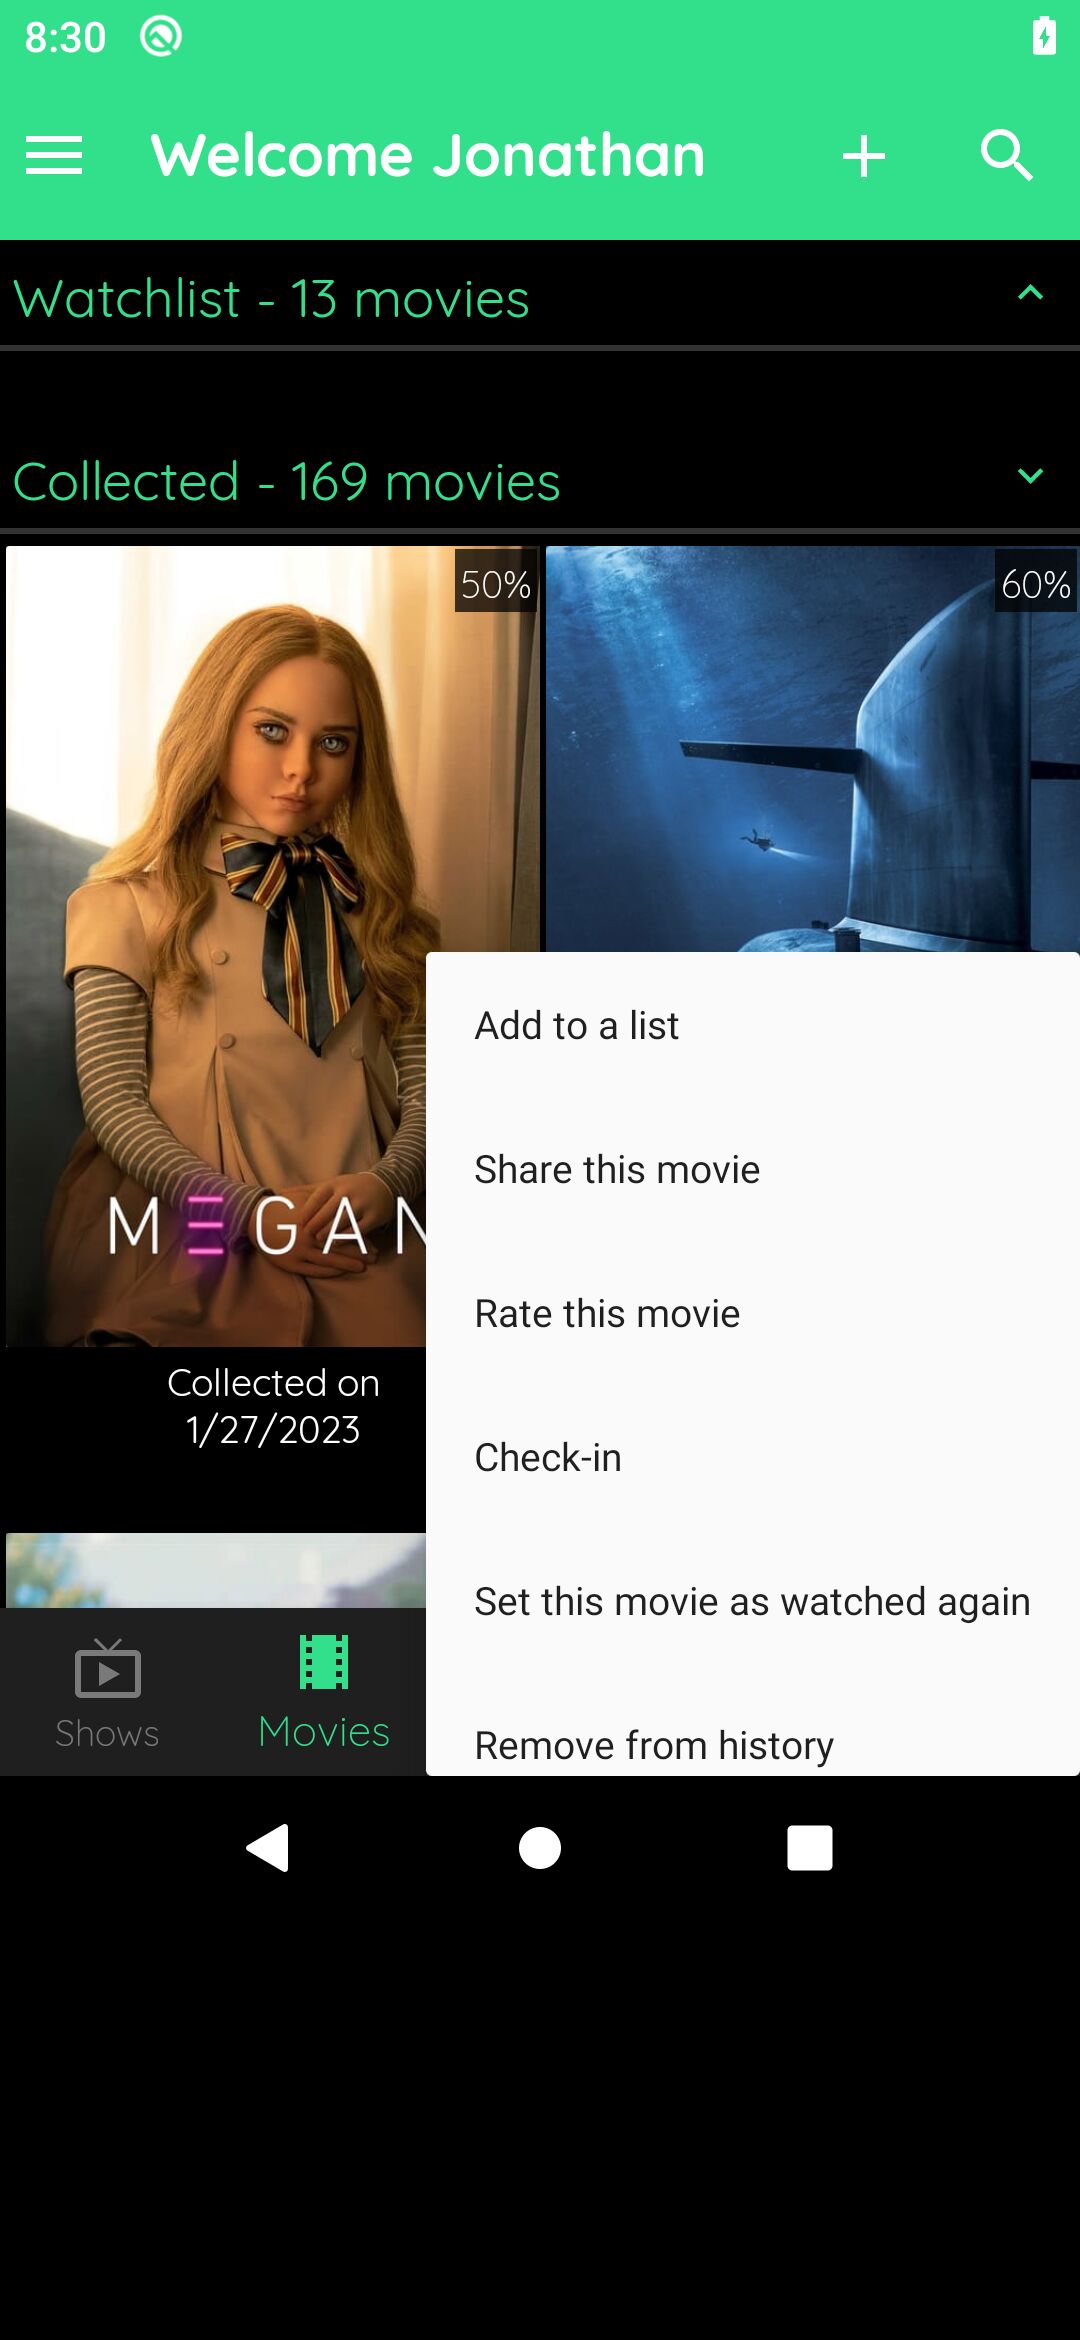 8:30
Welcome Jonathan
Watchlist - 13 movies
Collected - 169 movies
50%
60%
MΞGAN
Collected on
1/27/2023
Add to a list
Share this movie
Rate this movie
Check-in
Set this movie as watched again
Remove from history
Shows
Movies